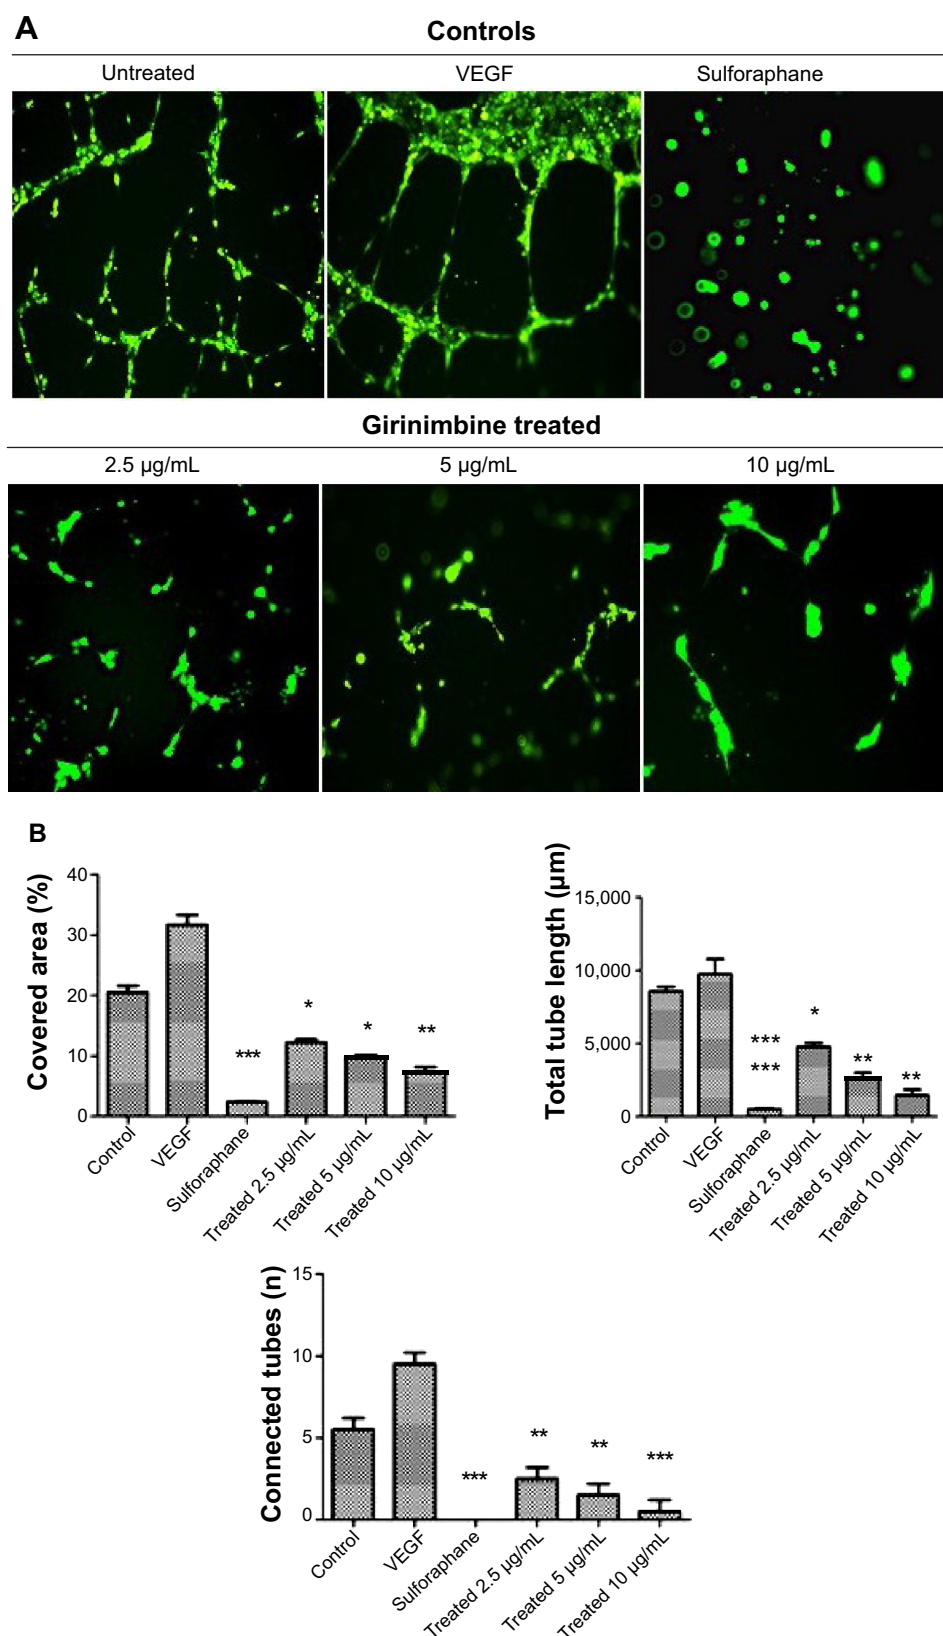 A
Controls
Untreated VEGF Sulforaphane
Girinimbine treated
2.5 µg/mL 5 µg/mL 10 µg/mL
B
Covered area (%)
40
30
20
10
0
***
*
*
**
Control
VEGF
Sulforaphane
Treated 2.5 µg/mL
Treated 5 µg/mL
Treated 10 µg/mL
Total tube length (µm)
15,000
10,000
5,000
0
***
***
*
**
**
Control
VEGF
Sulforaphane
Treated 2.5 µg/mL
Treated 5 µg/mL
Treated 10 µg/mL
Connected tubes (n)
15
10
5
0
***
**
**
***
Control
VEGF
Sulforaphane
Treated 2.5 µg/mL
Treated 5 µg/mL
Treated 10 µg/mL